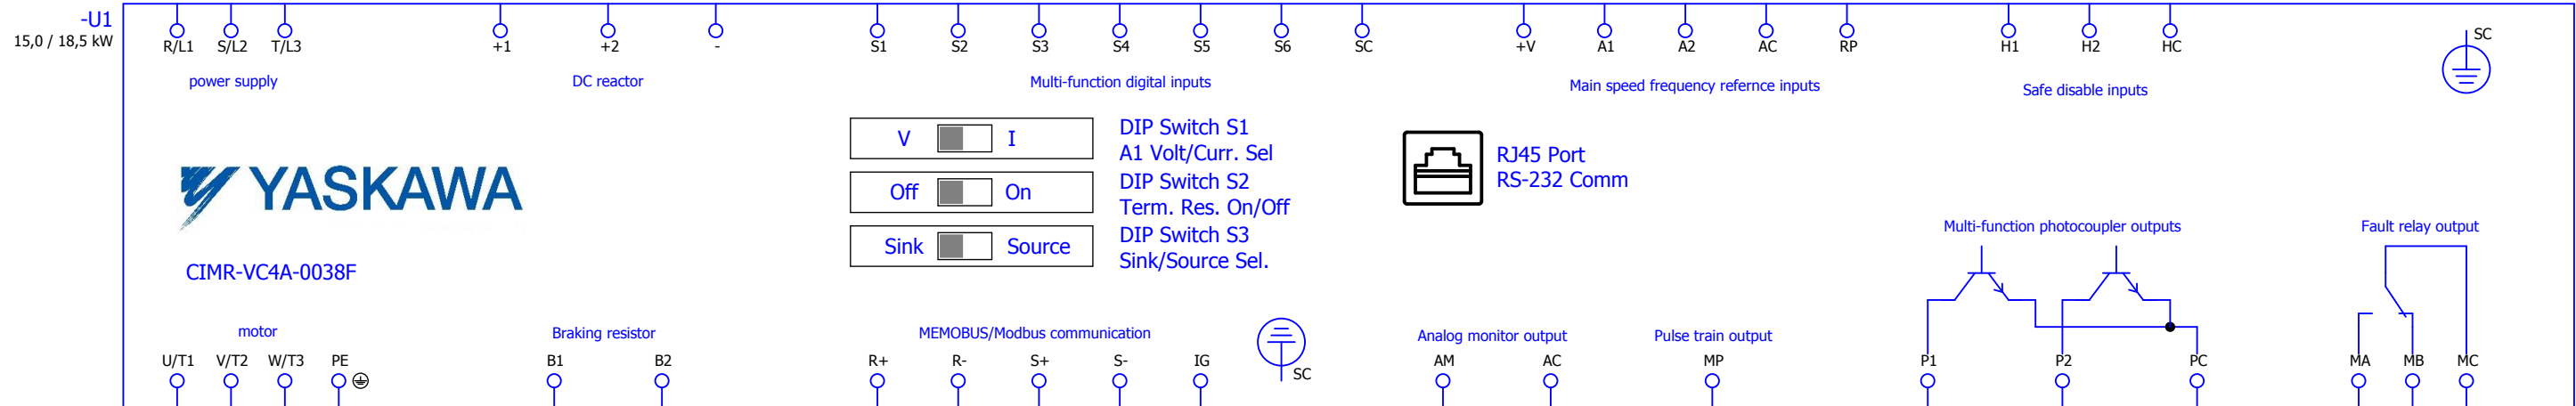 -U1
15,0 / 18,5 kW
R/L1 S/L2 T/L3 +1 +2 - S1 S2 S3 S4 S5 S6 SC +V A1 A2 AC RP H1 H2 HC SC
power supply DC reactor Multi-function digital inputs Main speed frequency refernce inputs Safe disable inputs
V I DIP Switch S1
A1 Volt/Curr. Sel
Off On DIP Switch S2
Term. Res. On/Off
Sink Source DIP Switch S3
Sink/Source Sel.
RJ45 Port
RS-232 Comm
YASKAWA
CIMR-VC4A-0038F
Multi-function photocoupler outputs Fault relay output
motor Braking resistor MEMOBUS/Modbus communication Analog monitor output Pulse train output
U/T1 V/T2 W/T3 PE B1 B2 R+ R- S+ S- IG SC AM AC MP P1 P2 PC MA MB MC